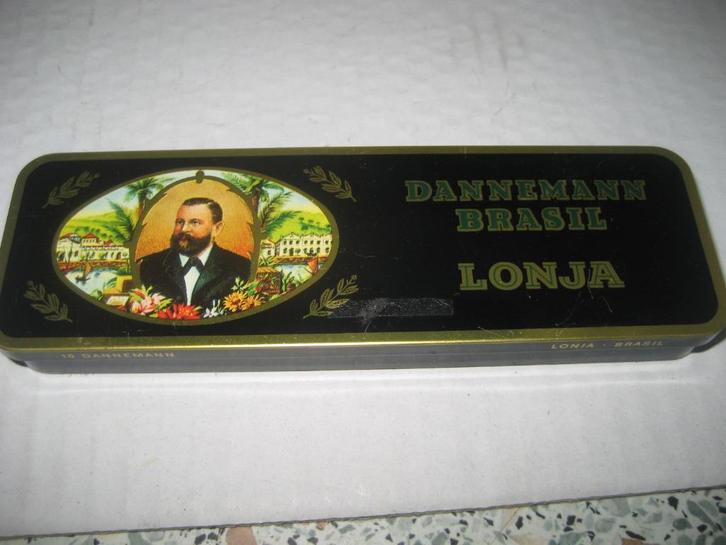 DANNEMANN
BRASIL
LONJA
10 DANNEMANN
LONJA · BRASIL